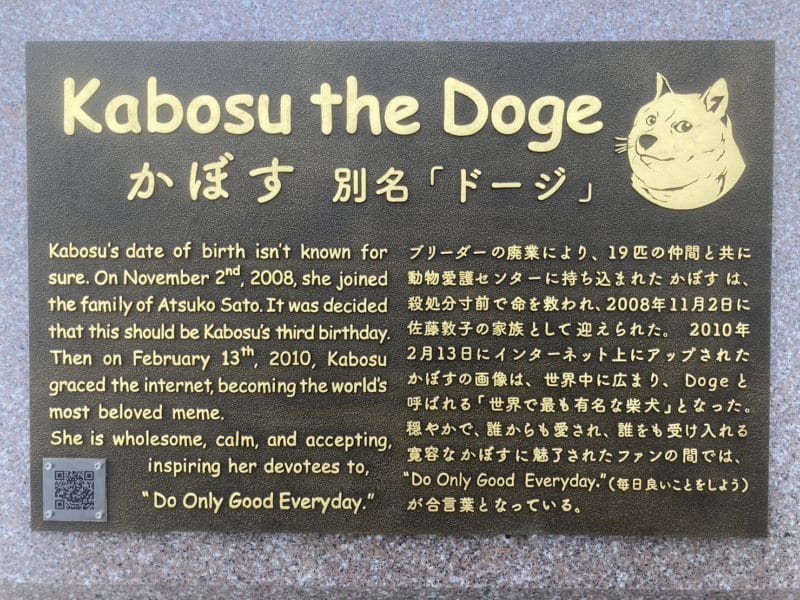 Kabosu the Doge
かぼす 別名「ドージ」
Kabosu's date of birth isn't known for
sure. On November 2nd, 2008, she joined
the family of Atsuko Sato. It was decided
that this should be Kabosu's third birthday.
Then on February 13th, 2010, Kabosu
graced the internet, becoming the world's
most beloved meme.
She is wholesome, calm, and accepting,
inspiring her devotees to,
“Do Only Good Everyday.”
ブリーダーの廃業により、19匹の仲間と共に
動物愛護センターに持ち込まれた かぼす は、
殺処分寸前で命を救われ、2008年11月2日に
佐藤敦子の家族として 迎えられた。 2010年
2月13日にインターネット上にアップされた
かぼすの画像は、世界中に広まり、Dogeと
呼ばれる「世界で最も有名な柴犬」となった。
穏やかで、誰からも愛され、誰をも受け入れる
寛容なかぼすに魅了されたファンの間では、
“Do Only Good Everyday.”(毎日良いことをしよう)
が合言葉となっている。